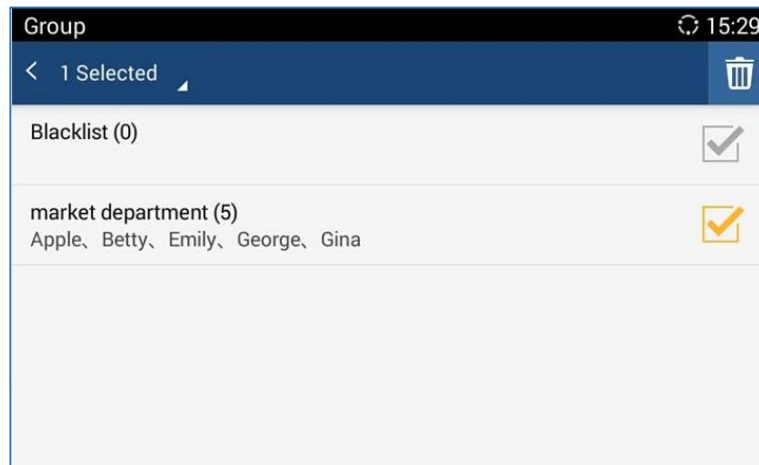 Group 15:29
1 Selected
Blacklist (0)
market department (5)
Apple、Betty、Emily、George、Gina